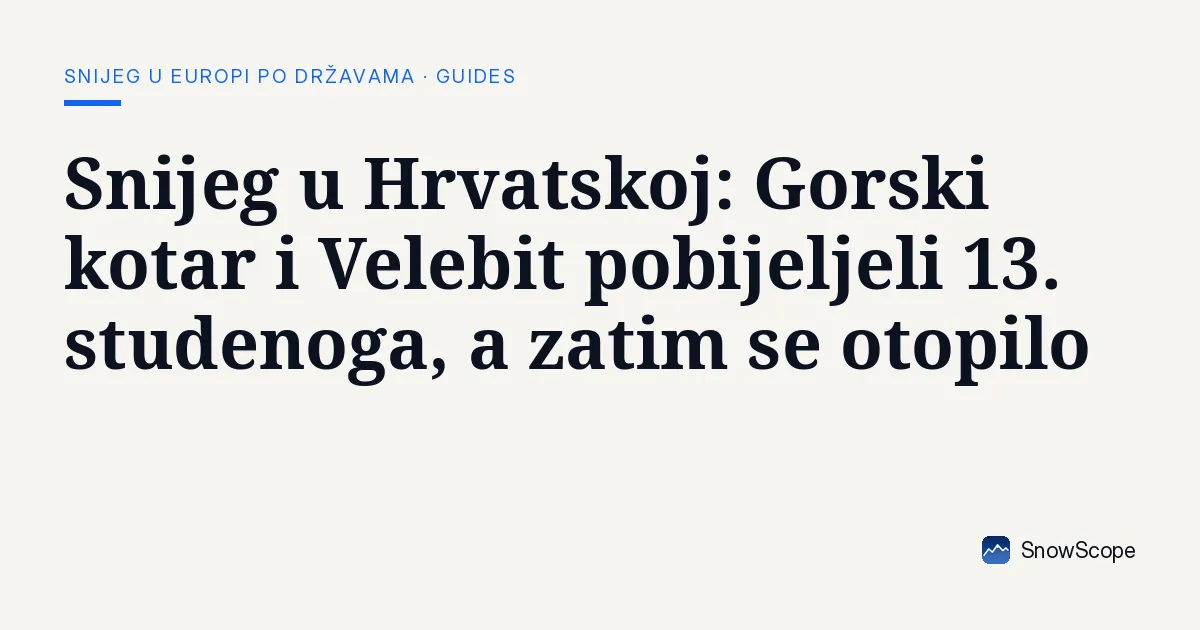 SNIJEG U EUROPI PO DRŽAVAMA · GUIDES
Snijeg u Hrvatskoj: Gorski
kotar i Velebit pobijeljeli 13.
studenoga, a zatim se otopilo
SnowScope